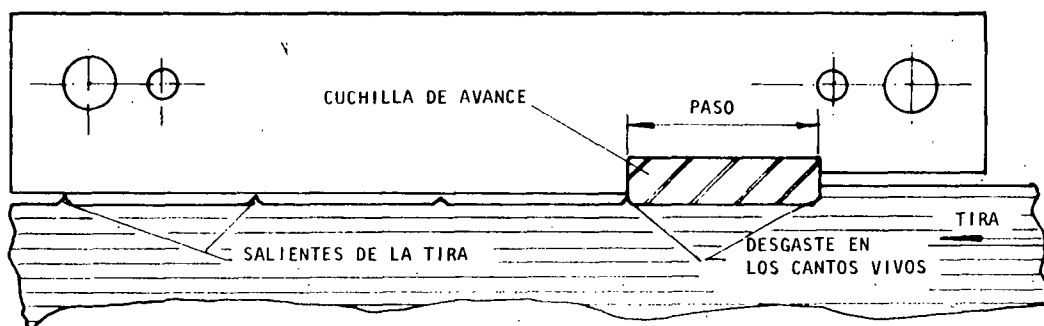 CUCHILLA DE AVANCE
PASO
SALIENTES DE LA TIRA
DESGASTE EN
LOS CANTOS VIVOS
TIRA